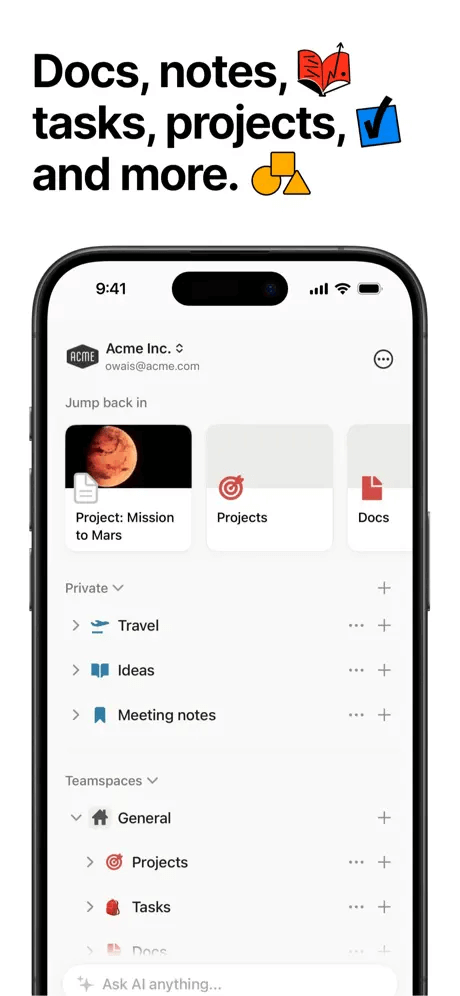 Docs, notes,
tasks, projects,
and more.
9:41
ACME
Acme Inc.
owais@acme.com
Jump back in
Project: Mission
to Mars
Projects
Docs
Private
Travel
Ideas
Meeting notes
Teamspaces
General
Projects
Tasks
Docs
Ask AI anything...